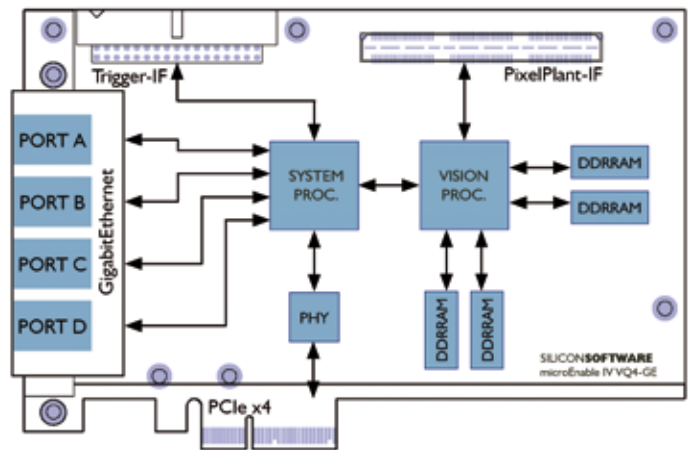 Trigger-IF
PixelPlant-IF
PORT A
PORT B
PORT C
PORT D
GigabitEthernet
SYSTEM
PROC.
VISION
PROC.
DDRRAM
DDRRAM
PHY
DDRRAM
DDRRAM
SILICONSOFTWARE
microEnable IV VQ4-GE
PCIe x4